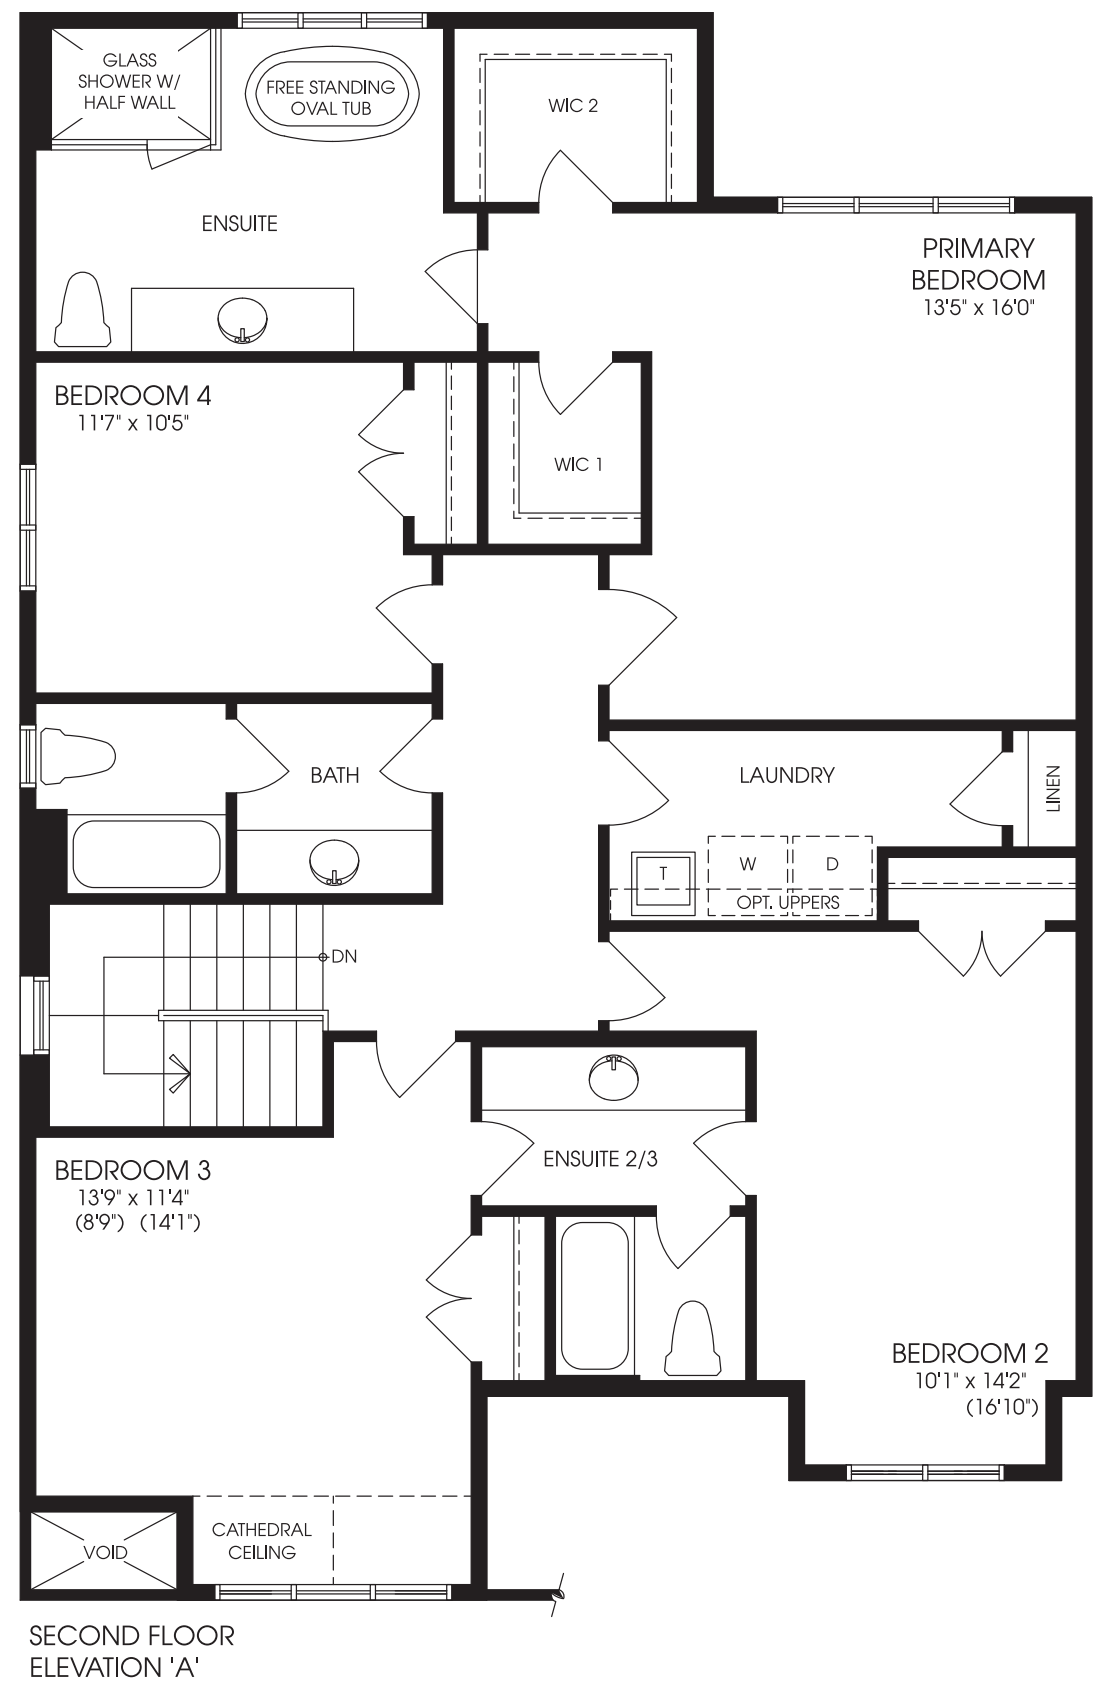 GLASS
SHOWER W/
HALF WALL
FREE STANDING
OVAL TUB
WIC 2
ENSUITE
PRIMARY
BEDROOM
13'5" x 16'0"
BEDROOM 4
11'7" x 10'5"
WIC 1
BATH
LAUNDRY
LINEN
T
W
D
OPT. UPPERS
DN
ENSUITE 2/3
BEDROOM 3
13'9" x 11'4"
(8'9") (14'1")
BEDROOM 2
10'1" x 14'2"
(16'10")
CATHEDRAL
CEILING
VOID
SECOND FLOOR
ELEVATION 'A'